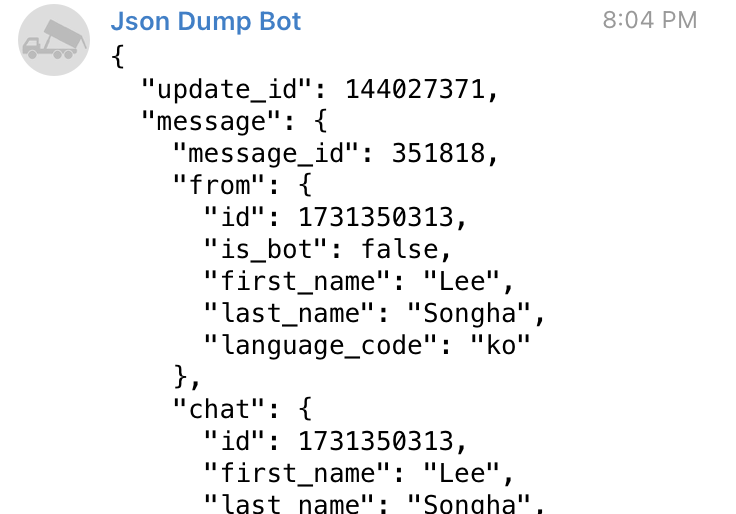 Json Dump Bot 8:04 PM
{
  "update_id": 144027371,
  "message": {
    "message_id": 351818,
    "from": {
      "id": 1731350313,
      "is_bot": false,
      "first_name": "Lee",
      "last_name": "Songha",
      "language_code": "ko"
    },
    "chat": {
      "id": 1731350313,
      "first_name": "Lee",
      "last_name": "Songha",